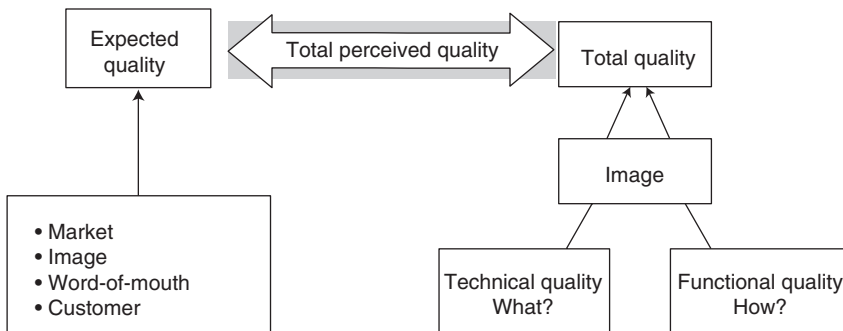 Expected
quality
Total perceived quality
Total quality
Image
• Market
• Image
• Word-of-mouth
• Customer
Technical quality
What?
Functional quality
How?